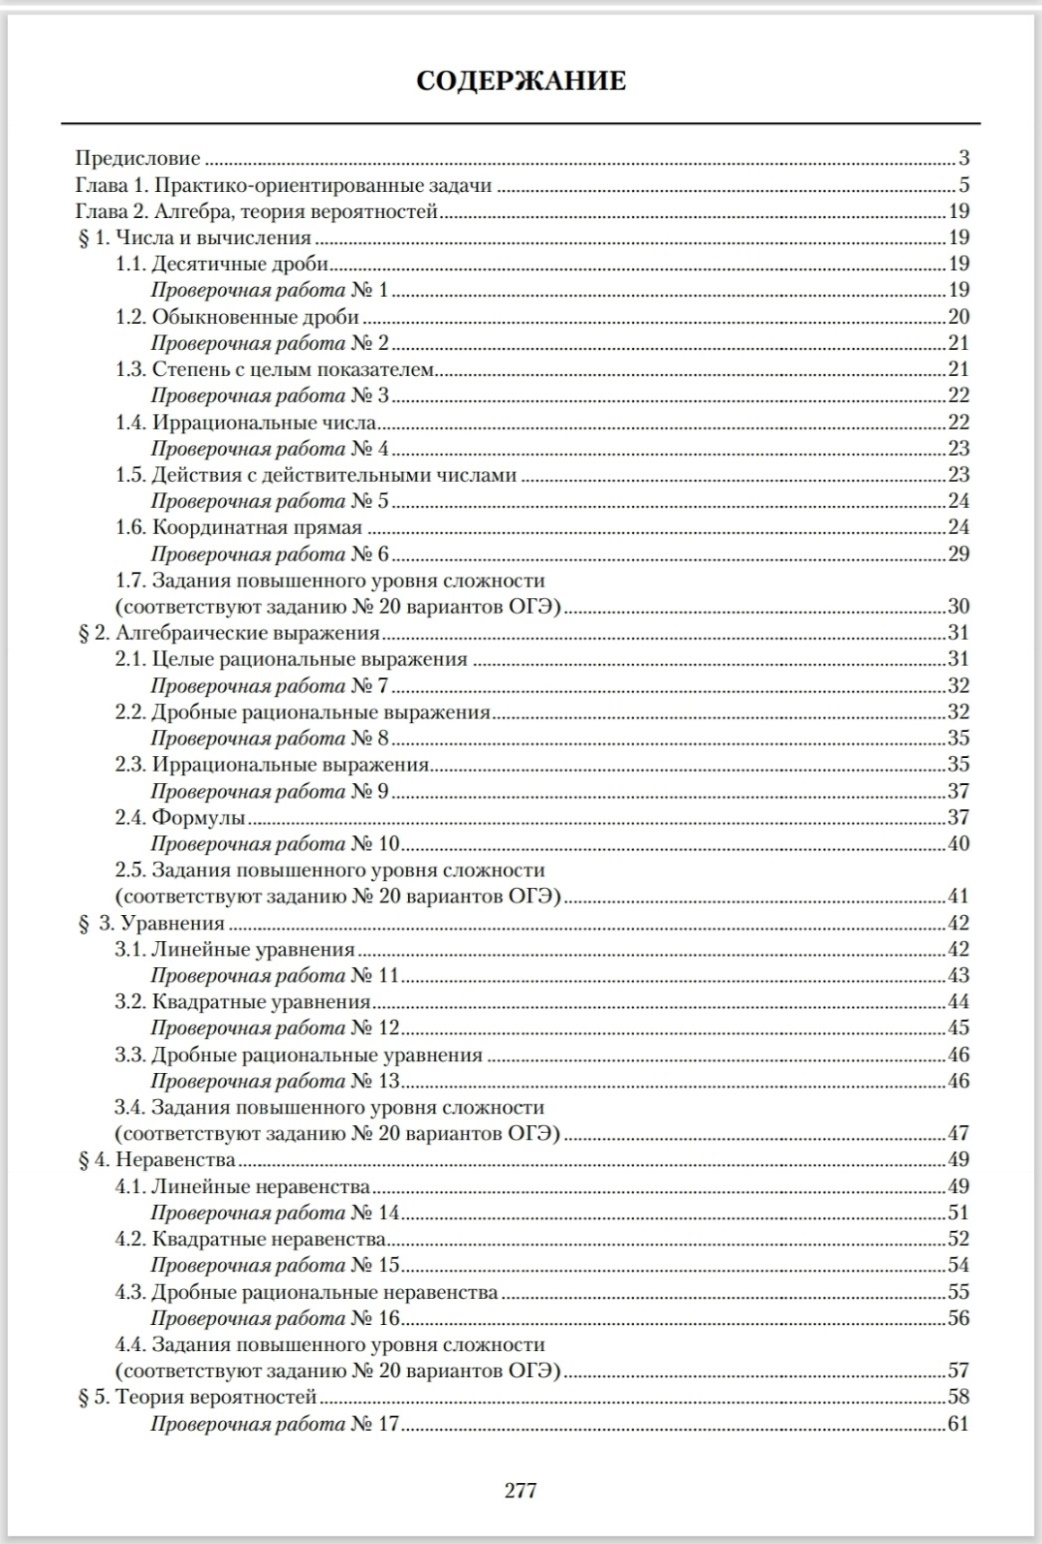 СОДЕРЖАНИЕ
Предисловие ... 3
Глава 1. Практико-ориентированные задачи ... 5
Глава 2. Алгебра, теория вероятностей ... 19
§ 1. Числа и вычисления ... 19
1.1. Десятичные дроби ... 19
Проверочная работа № 1 ... 19
1.2. Обыкновенные дроби ... 20
Проверочная работа № 2 ... 21
1.3. Степень с целым показателем ... 21
Проверочная работа № 3 ... 22
1.4. Иррациональные числа ... 22
Проверочная работа № 4 ... 23
1.5. Действия с действительными числами ... 23
Проверочная работа № 5 ... 24
1.6. Координатная прямая ... 24
Проверочная работа № 6 ... 29
1.7. Задания повышенного уровня сложности
(соответствуют заданию № 20 вариантов ОГЭ) ... 30
§ 2. Алгебраические выражения ... 31
2.1. Целые рациональные выражения ... 31
Проверочная работа № 7 ... 32
2.2. Дробные рациональные выражения ... 32
Проверочная работа № 8 ... 35
2.3. Иррациональные выражения ... 35
Проверочная работа № 9 ... 37
2.4. Формулы ... 37
Проверочная работа № 10 ... 40
2.5. Задания повышенного уровня сложности
(соответствуют заданию № 20 вариантов ОГЭ) ... 41
§ 3. Уравнения ... 42
3.1. Линейные уравнения ... 42
Проверочная работа № 11 ... 43
3.2. Квадратные уравнения ... 44
Проверочная работа № 12 ... 45
3.3. Дробные рациональные уравнения ... 46
Проверочная работа № 13 ... 46
3.4. Задания повышенного уровня сложности
(соответствуют заданию № 20 вариантов ОГЭ) ... 47
§ 4. Неравенства ... 49
4.1. Линейные неравенства ... 49
Проверочная работа № 14 ... 51
4.2. Квадратные неравенства ... 52
Проверочная работа № 15 ... 54
4.3. Дробные рациональные неравенства ... 55
Проверочная работа № 16 ... 56
4.4. Задания повышенного уровня сложности
(соответствуют заданию № 20 вариантов ОГЭ) ... 57
§ 5. Теория вероятностей ... 58
Проверочная работа № 17 ... 61
277